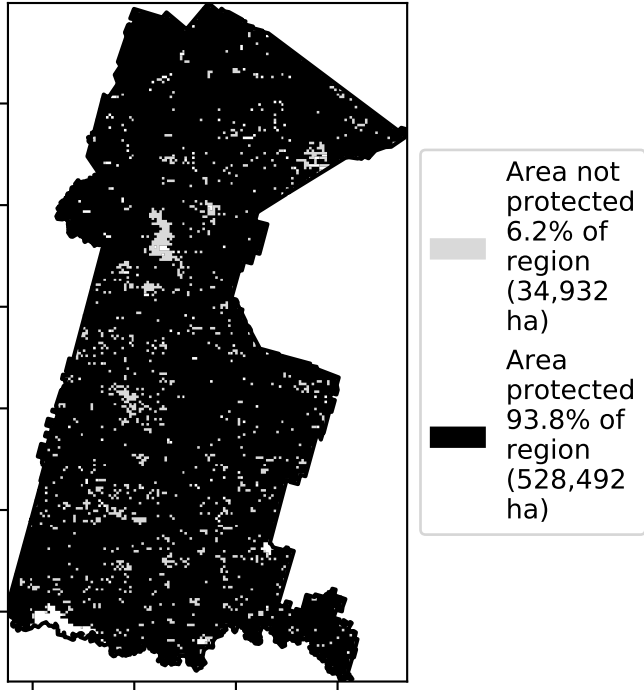 Area not
protected
6.2% of
region
(34,932
ha)
Area
protected
93.8% of
region
(528,492
ha)